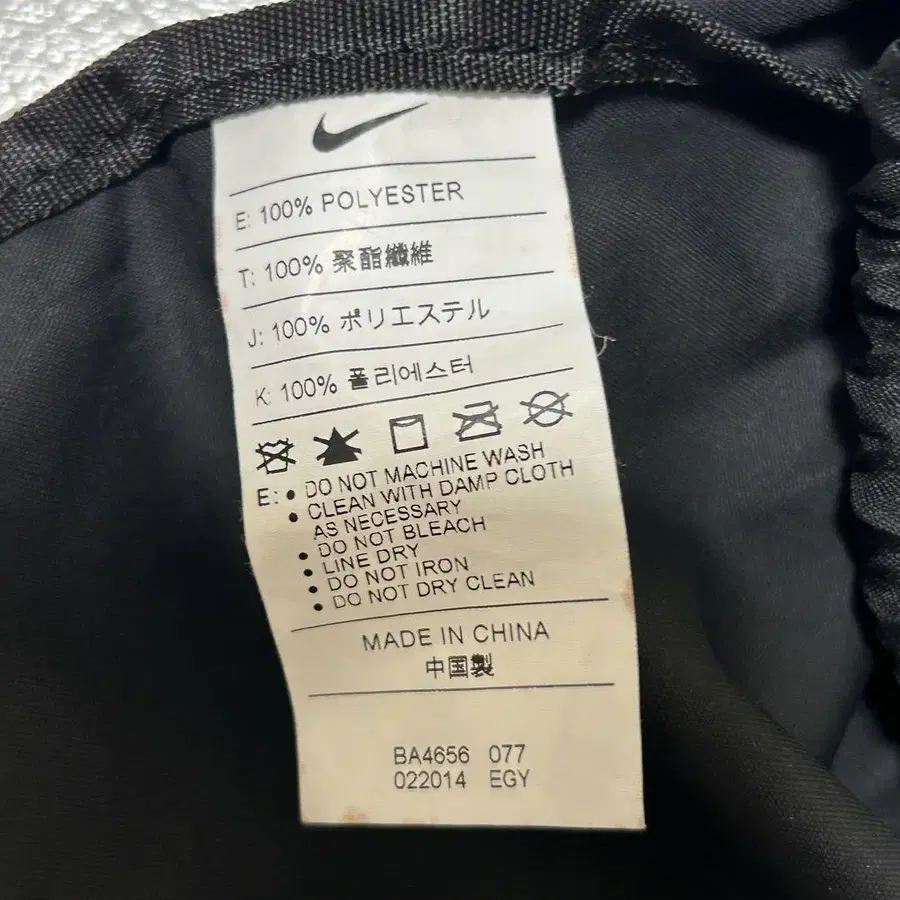 E: 100% POLYESTER
T: 100% 聚酯纖維
J: 100% ポリエステル
K: 100% 폴리에스터
E: • DO NOT MACHINE WASH
• CLEAN WITH DAMP CLOTH
AS NECESSARY
• DO NOT BLEACH
• LINE DRY
• DO NOT IRON
• DO NOT DRY CLEAN
MADE IN CHINA
中国製
BA4656 077
022014 EGY